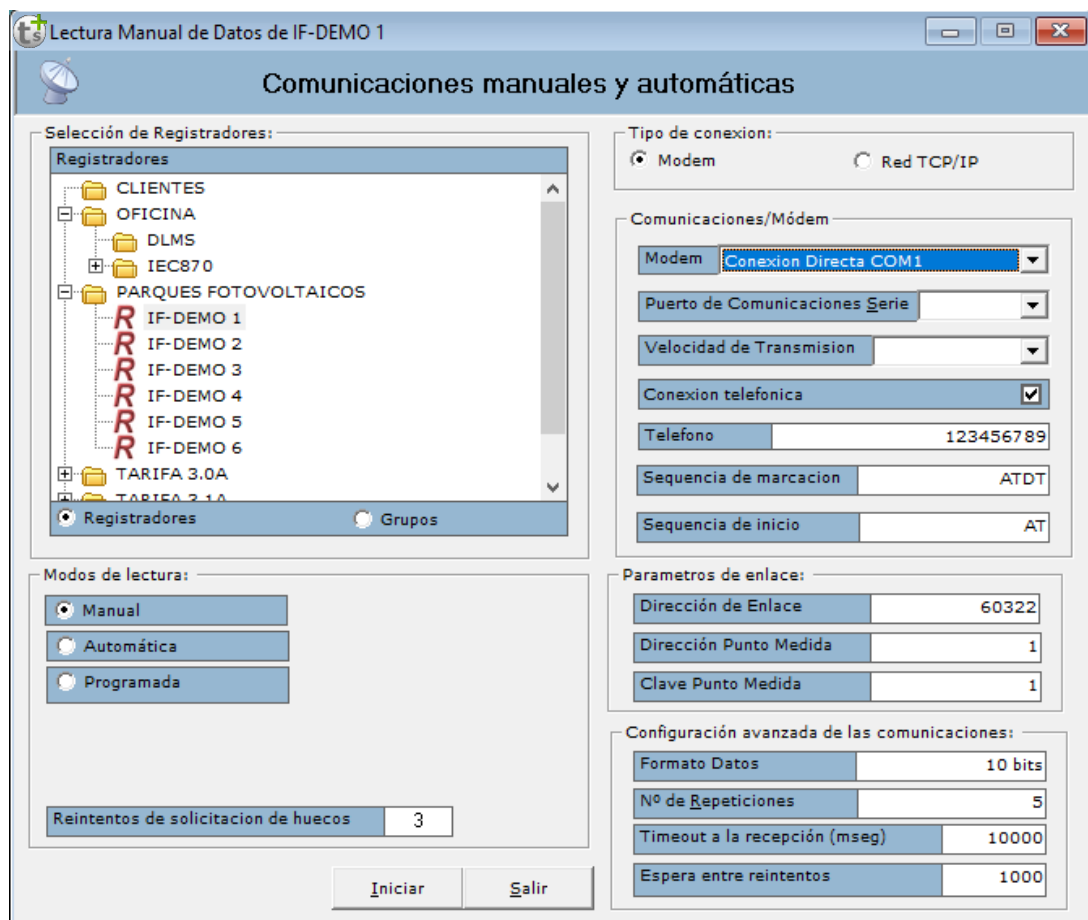 Lectura Manual de Datos de IF-DEMO 1
Comunicaciones manuales y automáticas
Selección de Registradores:
Registradores
CLIENTES
OFICINA
DLMS
IEC870
PARQUES FOTOVOLTAICOS
R IF-DEMO 1
R IF-DEMO 2
R IF-DEMO 3
R IF-DEMO 4
R IF-DEMO 5
R IF-DEMO 6
TARIFA 3.0A
TARIFA 3.1A
Registradores Grupos
Tipo de conexion:
Modem Red TCP/IP
Comunicaciones/Módem
Modem Conexion Directa COM1
Puerto de Comunicaciones Serie
Velocidad de Transmision
Conexion telefonica
Telefono 123456789
Sequencia de marcacion ATDT
Sequencia de inicio AT
Modos de lectura:
Manual
Automática
Programada
Reintentos de solicitacion de huecos 3
Parametros de enlace:
Dirección de Enlace 60322
Dirección Punto Medida 1
Clave Punto Medida 1
Configuración avanzada de las comunicaciones:
Formato Datos 10 bits
Nº de Repeticiones 5
Timeout a la recepción (mseg) 10000
Espera entre reintentos 1000
Iniciar Salir